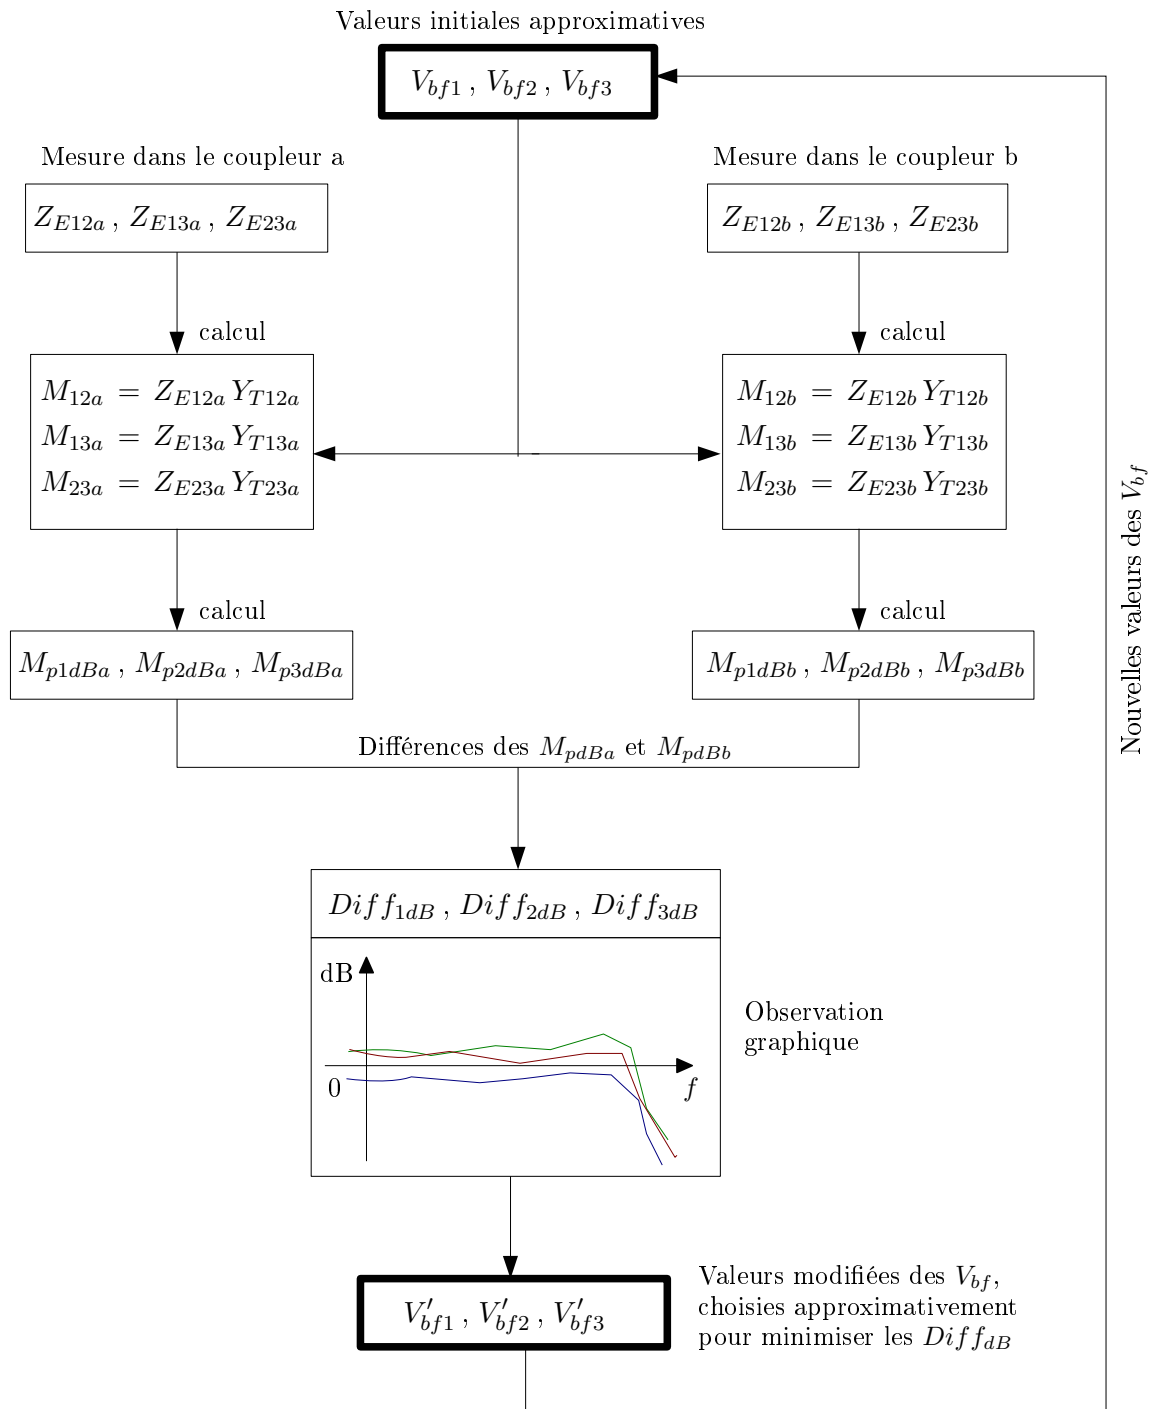 Valeurs initiales approximatives
V_{bf1} , V_{bf2} , V_{bf3}
Mesure dans le coupleur a
Z_{E12a} , Z_{E13a} , Z_{E23a}
calcul
M_{12a} = Z_{E12a} Y_{T12a}
M_{13a} = Z_{E13a} Y_{T13a}
M_{23a} = Z_{E23a} Y_{T23a}
calcul
M_{p1dBa} , M_{p2dBa} , M_{p3dBa}
Mesure dans le coupleur b
Z_{E12b} , Z_{E13b} , Z_{E23b}
calcul
M_{12b} = Z_{E12b} Y_{T12b}
M_{13b} = Z_{E13b} Y_{T13b}
M_{23b} = Z_{E23b} Y_{T23b}
calcul
M_{p1dBb} , M_{p2dBb} , M_{p3dBb}
Différences des M_{pdBa} et M_{pdBb}
Diff_{1dB} , Diff_{2dB} , Diff_{3dB}
dB
0
f
Observation
graphique
V'_{bf1} , V'_{bf2} , V'_{bf3}
Valeurs modifiées des V_{bf},
choisies approximativement
pour minimiser les Diff_{dB}
Nouvelles valeurs des V_{bf}